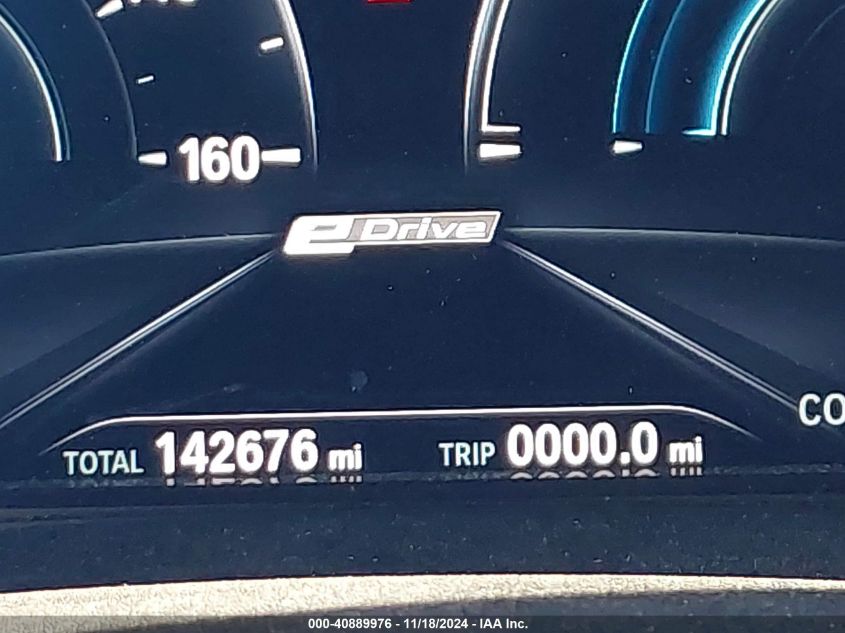 160
eDrive
CO
TOTAL 142676 mi TRIP 0000.0 mi
000-40889976 - 11/18/2024 - IAA Inc.